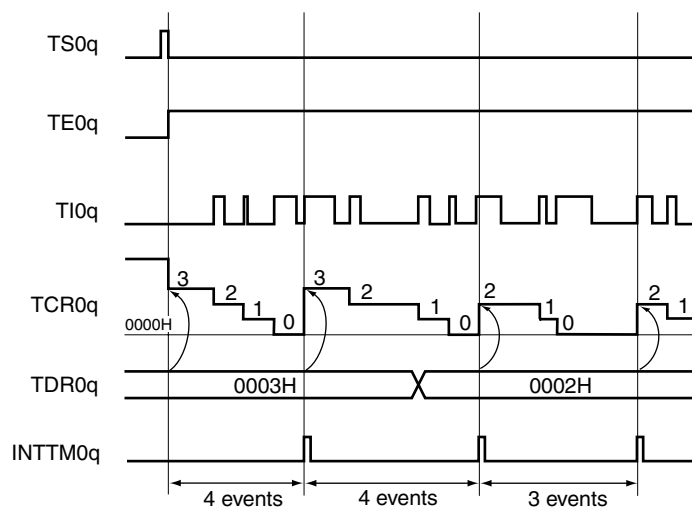 TS0q
TE0q
TI0q
TCR0q
3
2
1
0
3
2
1
0
2
1
0
2
1
0000H
TDR0q
0003H
0002H
INTTM0q
4 events
4 events
3 events